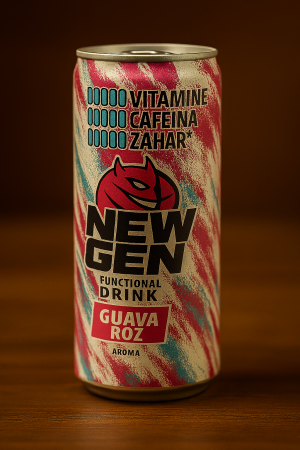 VITAMINE
CAFEINA
ZAHAR*
NEW
GEN
FUNCTIONAL
DRINK
GUAVA
ROZ
AROMA